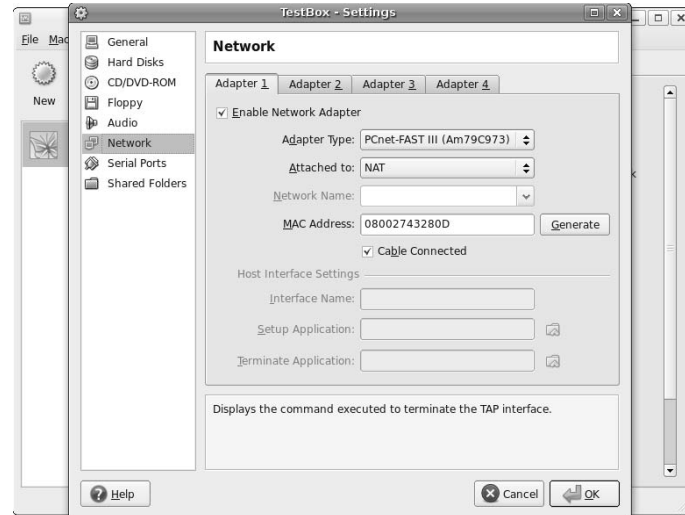 TestBox - Settings
File Mac
New
General
Hard Disks
CD/DVD-ROM
Floppy
Audio
Network
Serial Ports
Shared Folders
Network
Adapter 1 Adapter 2 Adapter 3 Adapter 4
Enable Network Adapter
Adapter Type: PCnet-FAST III (Am79C973)
Attached to: NAT
Network Name:
MAC Address: 08002743280D Generate
Cable Connected
Host Interface Settings
Interface Name:
Setup Application:
Terminate Application:
Displays the command executed to terminate the TAP interface.
Help Cancel OK